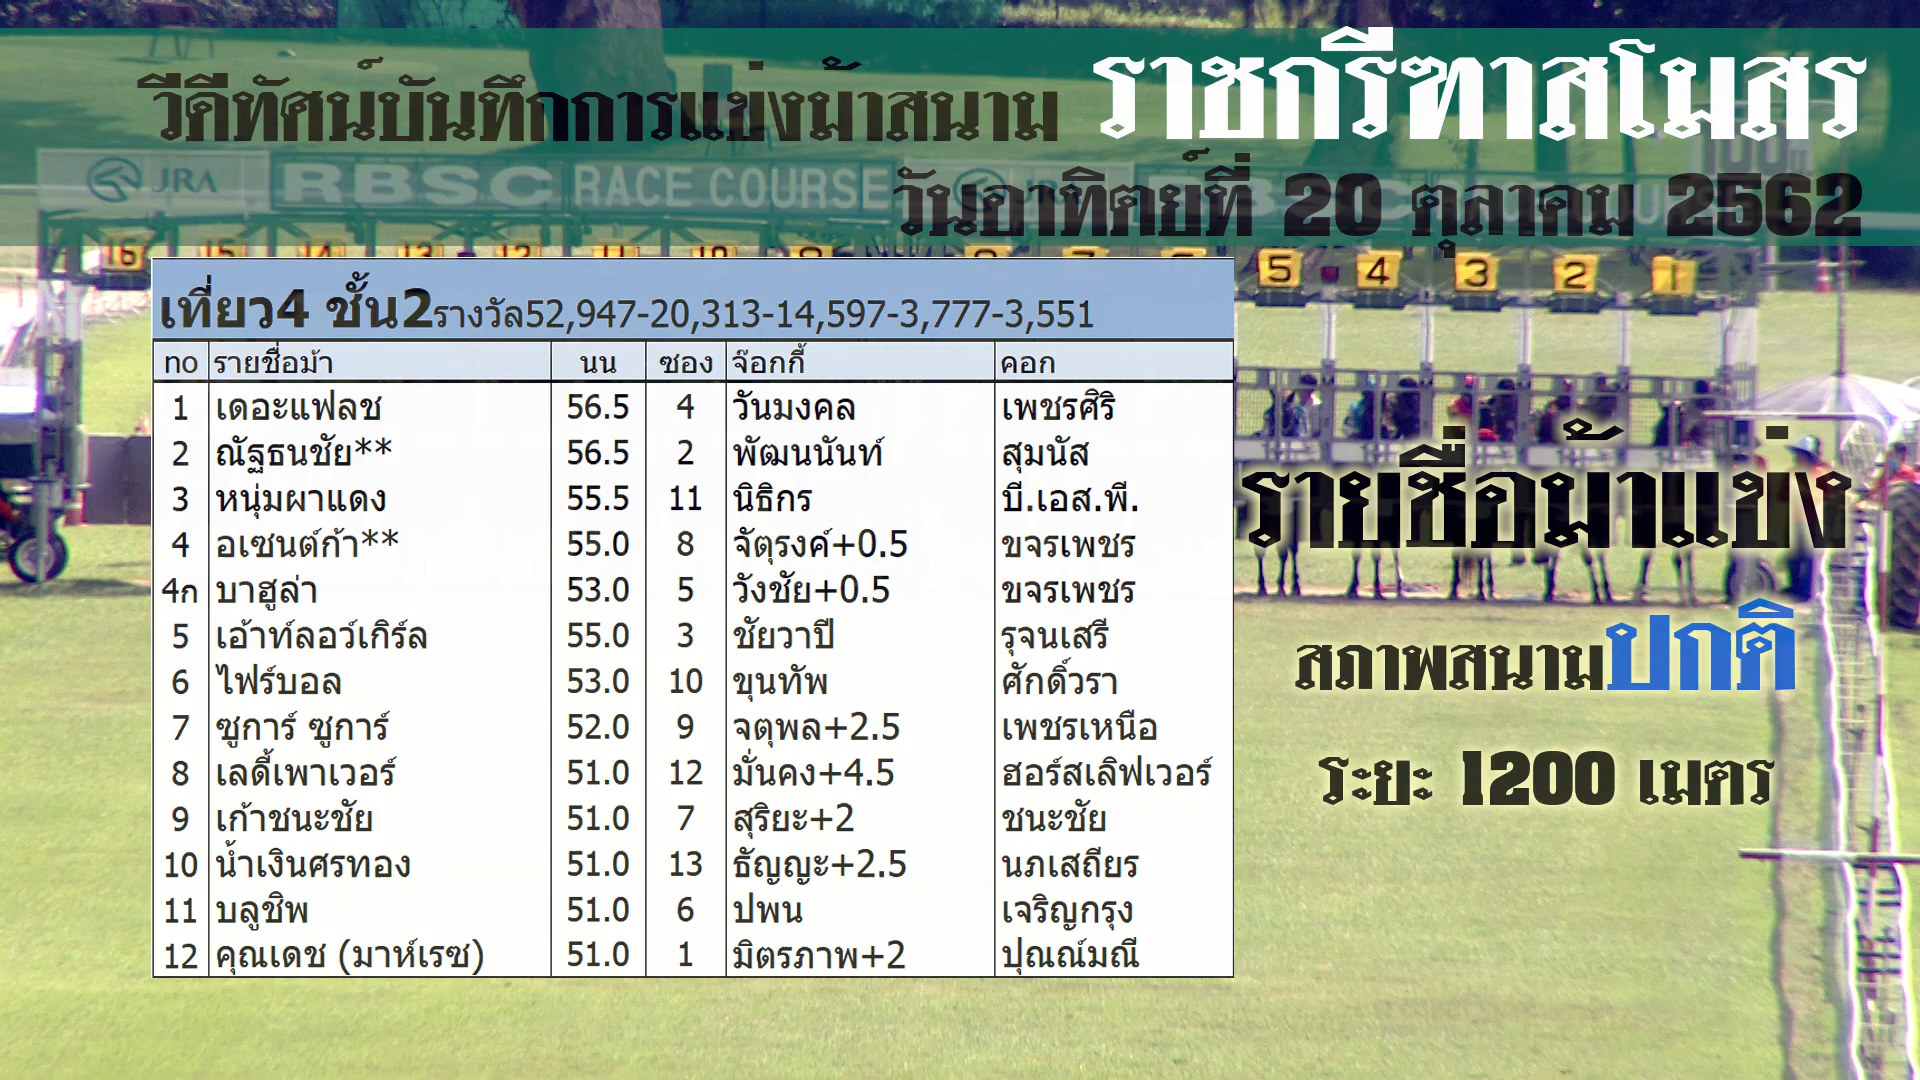 วีดีทัศน์บันทึกการแข่งม้าสนาม ราชกรีฑาสโมสร
JRA RBSC RACE COURSE
วันอาทิตย์ที่ 20 ตุลาคม 2562
16 15 14 13 12 11 10 5 4 3 2 1
เที่ยว4 ชั้น2รางวัล52,947-20,313-14,597-3,777-3,551
no รายชื่อม้า นน ซอง จ๊อกกี้ คอก
1 เดอะแฟลช 56.5 4 วันมงคล เพชรศิริ
2 ณัฐธนชัย** 56.5 2 พัฒนนันท์ สุมนัส
3 หนุ่มผาแดง 55.5 11 นิธิกร บี.เอส.พี.
4 อเซนต์ก้า** 55.0 8 จัตุรงค์+0.5 ขจรเพชร
4ก บาฮูล่า 53.0 5 วังชัย+0.5 ขจรเพชร
5 เอ้าท์ลอว์เกิร์ล 55.0 3 ชัยวาปี รุจนเสรี
6 ไฟร์บอล 53.0 10 ขุนทัพ ศักดิ์วรา
7 ซูการ์ ซูการ์ 52.0 9 จตุพล+2.5 เพชรเหนือ
8 เลดี้เพาเวอร์ 51.0 12 มั่นคง+4.5 ฮอร์สเลิฟเวอร์
9 เก้าชนะชัย 51.0 7 สุริยะ+2 ชนะชัย
10 น้ำเงินศรทอง 51.0 13 ธัญญะ+2.5 นภเสถียร
11 บลูชิพ 51.0 6 ปพน เจริญกรุง
12 คุณเดช (มาห์เรซ) 51.0 1 มิตรภาพ+2 ปุณณ์มณี
รายชื่อม้าแข่ง
สภาพสนามปกติ
ระยะ 1200 เมตร